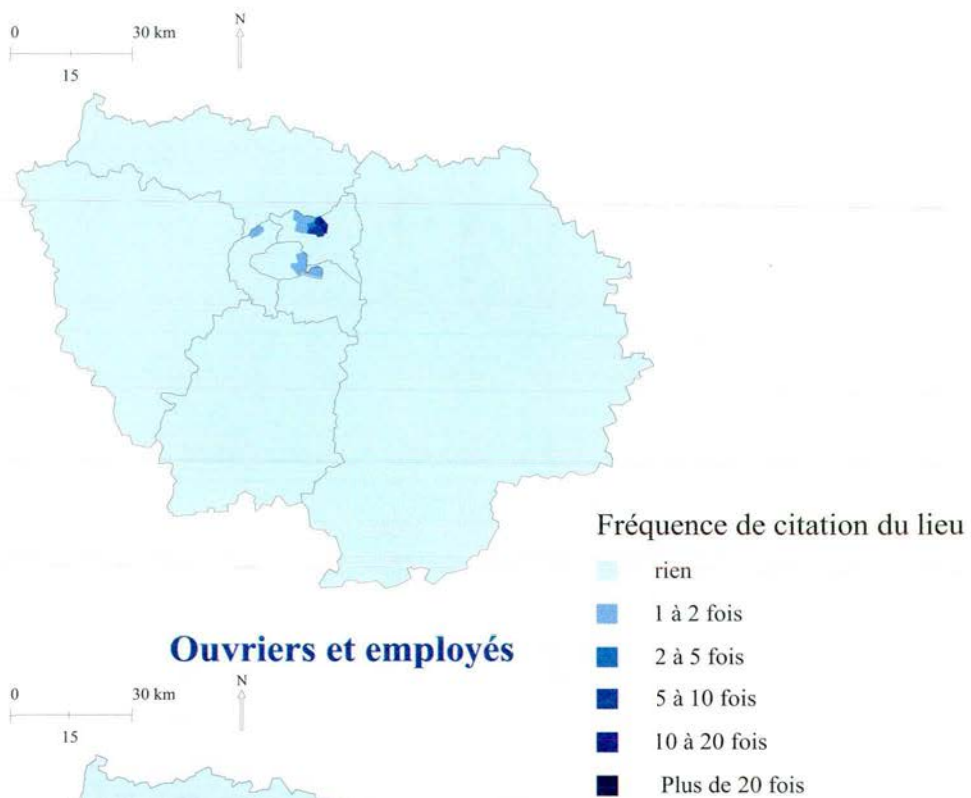 N
0 30 km
15
Fréquence de citation du lieu
rien
1 à 2 fois
2 à 5 fois
5 à 10 fois
10 à 20 fois
Plus de 20 fois
Ouvriers et employés
N
0 30 km
15